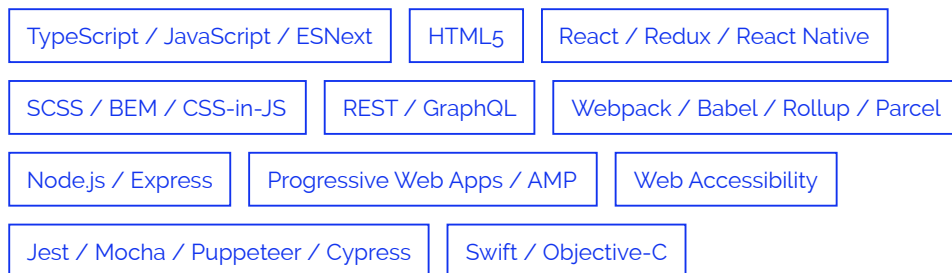 TypeScript / JavaScript / ESNext HTML5 React / Redux / React Native
SCSS / BEM / CSS-in-JS REST / GraphQL Webpack / Babel / Rollup / Parcel
Node.js / Express Progressive Web Apps / AMP Web Accessibility
Jest / Mocha / Puppeteer / Cypress Swift / Objective-C